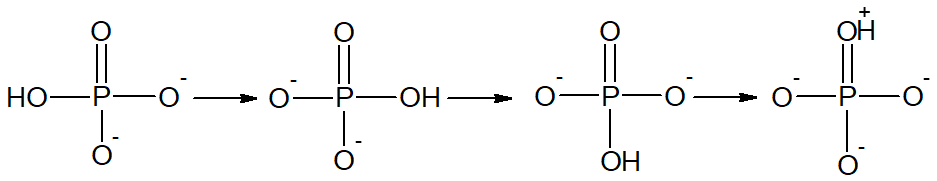 +
O O O OH
HO P O- O- P OH O- P O- O- P O-
O- O- OH O-